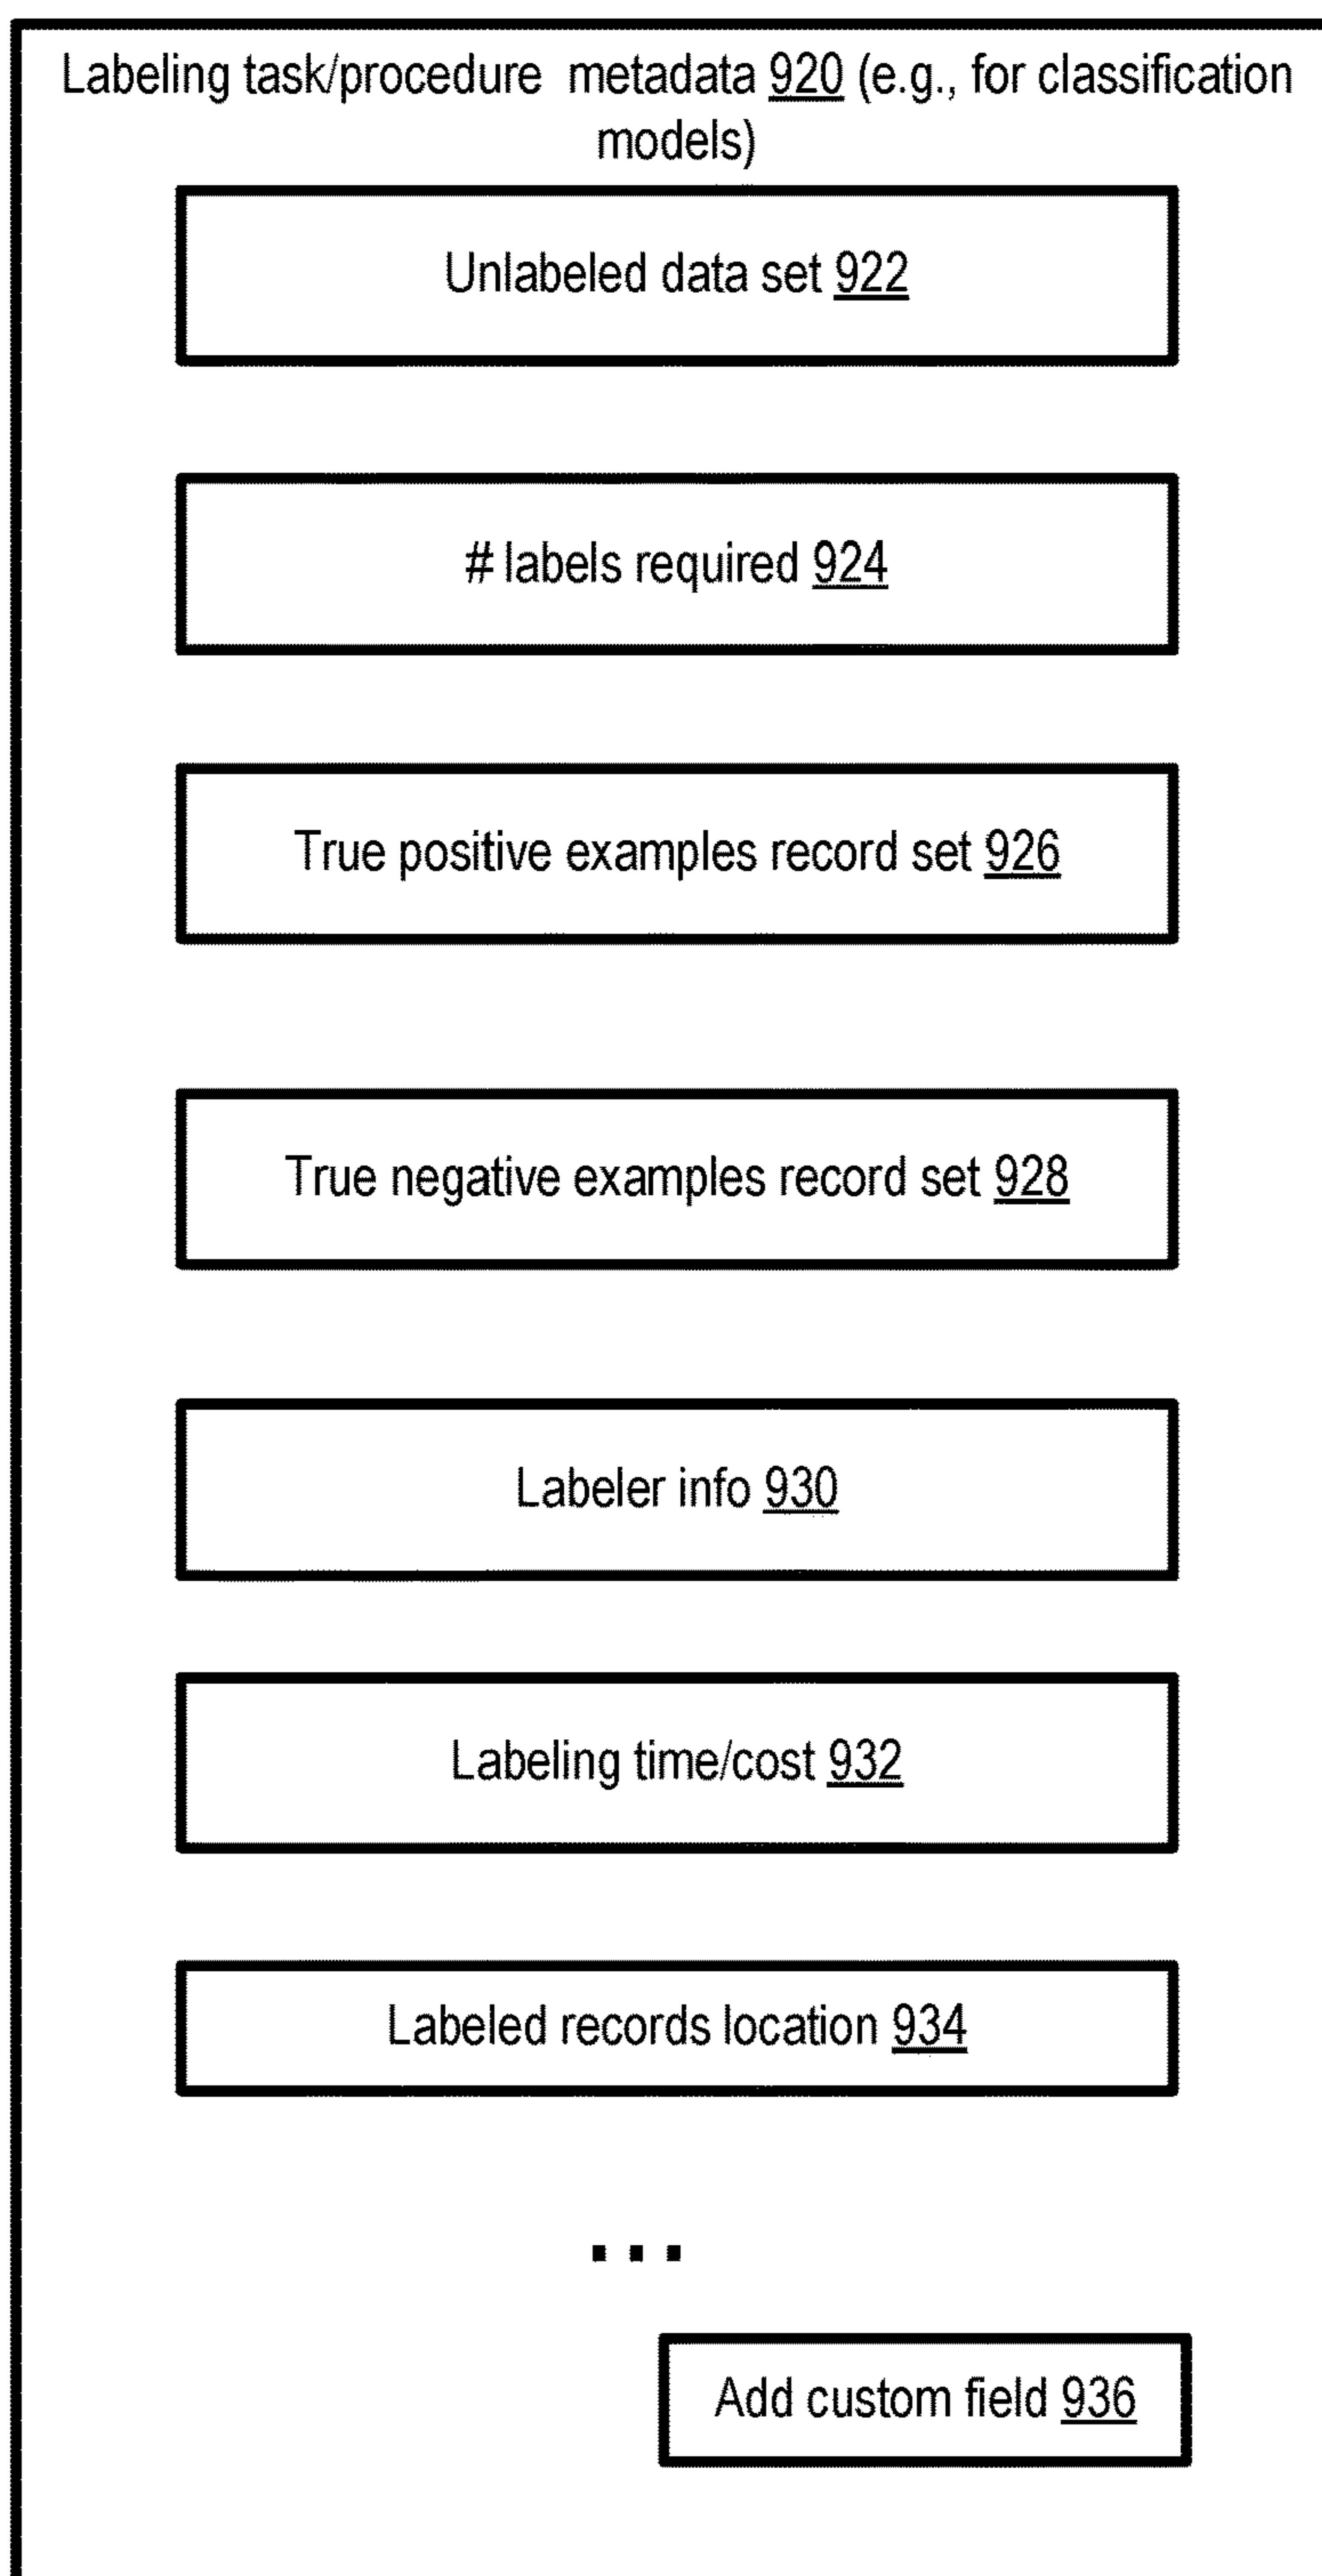 Labeling task/procedure metadata 920 (e.g., for classification
models)
Unlabeled data set 922
# labels required 924
True positive examples record set 926
True negative examples record set 928
Labeler info 930
Labeling time/cost 932
Labeled records location 934
...
Add custom field 936